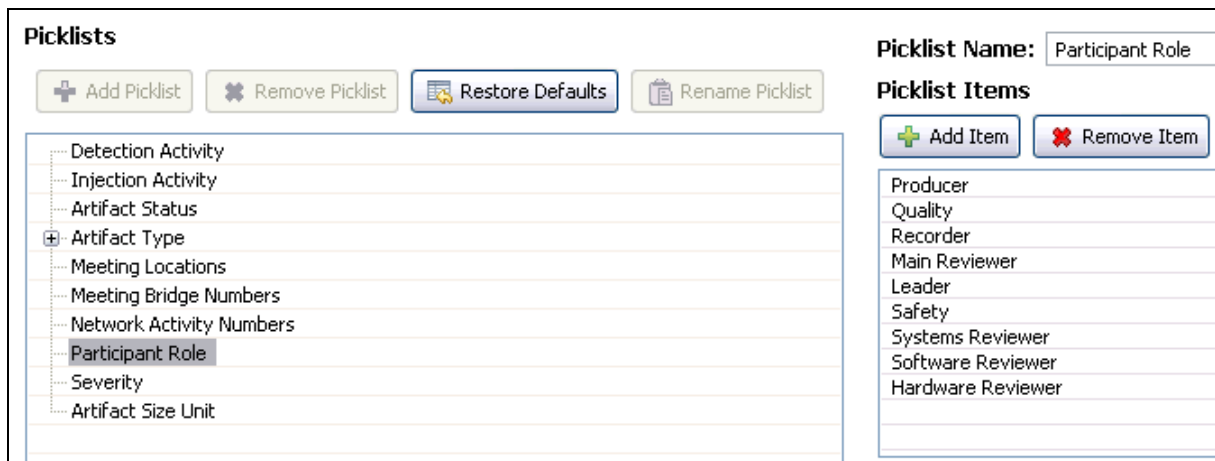 Picklists
Add Picklist Remove Picklist Restore Defaults Rename Picklist
Detection Activity
Injection Activity
Artifact Status
Artifact Type
Meeting Locations
Meeting Bridge Numbers
Network Activity Numbers
Participant Role
Severity
Artifact Size Unit
Picklist Name: Participant Role
Picklist Items
Add Item Remove Item
Producer
Quality
Recorder
Main Reviewer
Leader
Safety
Systems Reviewer
Software Reviewer
Hardware Reviewer